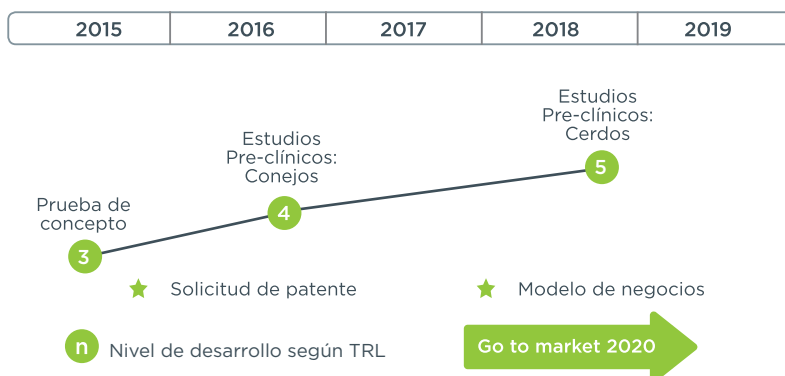 2015
2016
2017
2018
2019
Estudios
Pre-clínicos:
Cerdos
5
Estudios
Pre-clínicos:
Conejos
4
Prueba de
concepto
3
Solicitud de patente
Modelo de negocios
n
Nivel de desarrollo según TRL
Go to market 2020